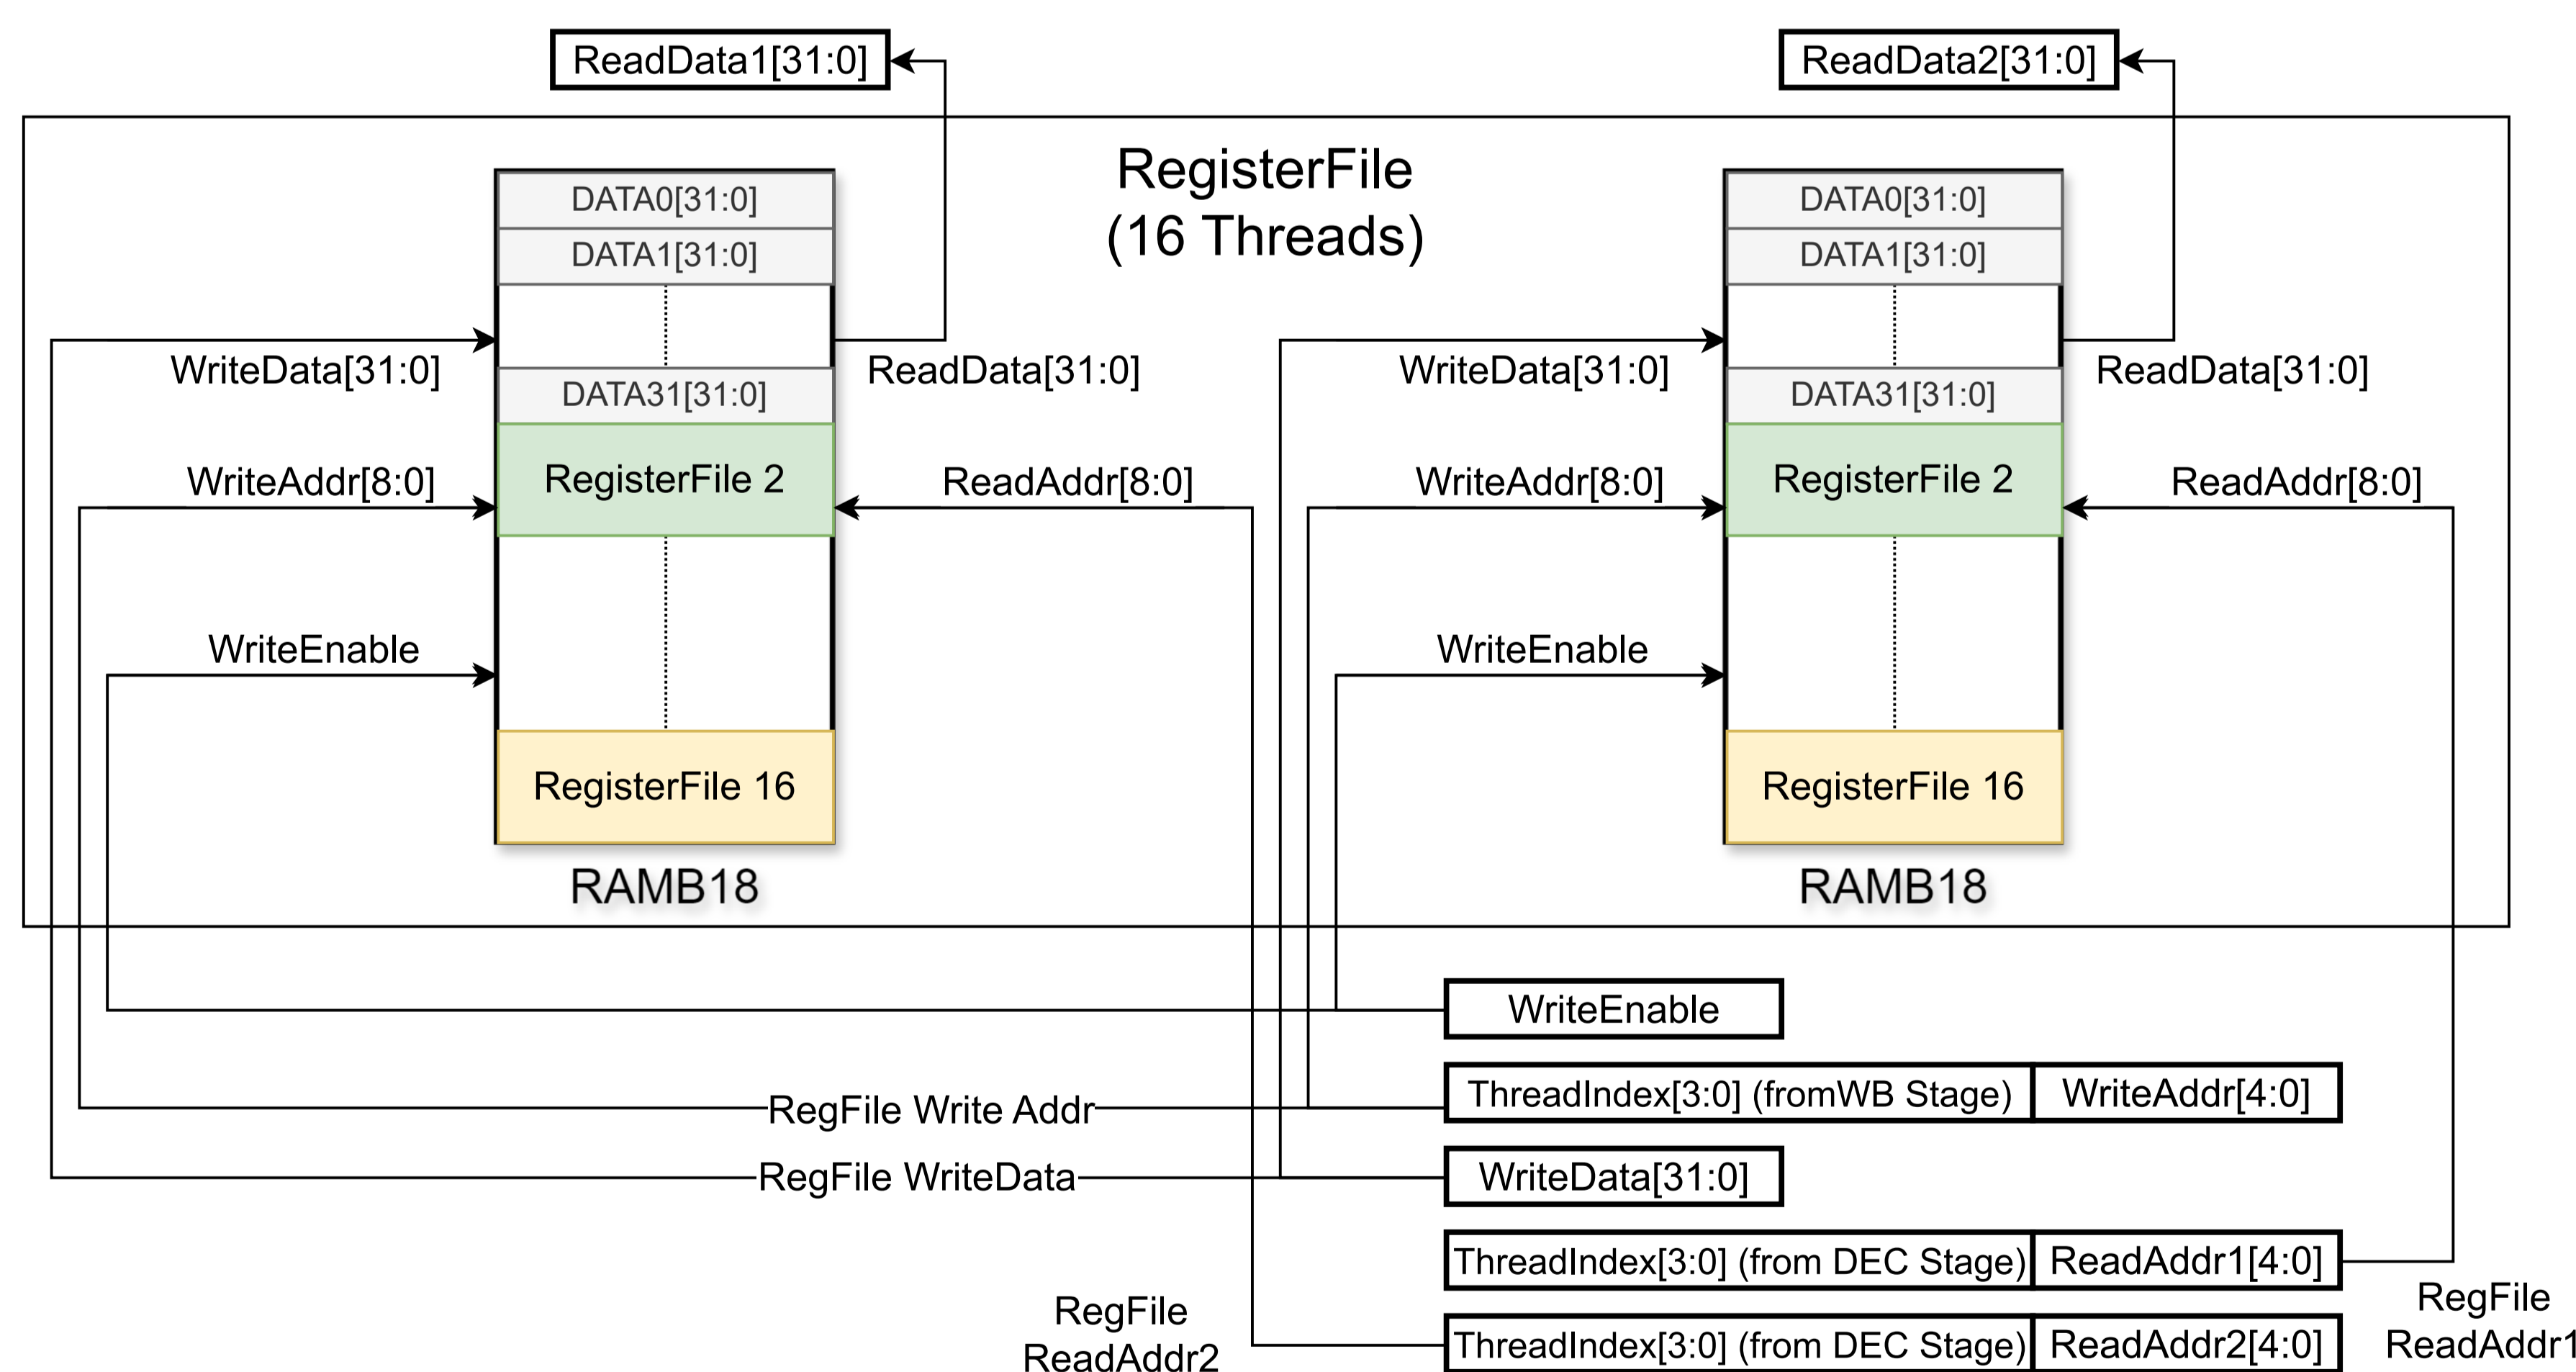 ReadData1[31:0]
ReadData2[31:0]
RegisterFile
(16 Threads)
DATA0[31:0]
DATA1[31:0]
WriteData[31:0]
ReadData[31:0]
DATA31[31:0]
WriteAddr[8:0]
RegisterFile 2
ReadAddr[8:0]
WriteEnable
RegisterFile 16
RAMB18
DATA0[31:0]
DATA1[31:0]
WriteData[31:0]
ReadData[31:0]
DATA31[31:0]
WriteAddr[8:0]
RegisterFile 2
ReadAddr[8:0]
WriteEnable
RegisterFile 16
RAMB18
WriteEnable
RegFile Write Addr
ThreadIndex[3:0] (fromWB Stage) WriteAddr[4:0]
RegFile WriteData
WriteData[31:0]
ThreadIndex[3:0] (from DEC Stage) ReadAddr1[4:0]
RegFile
ReadAddr1
RegFile
ReadAddr2
ThreadIndex[3:0] (from DEC Stage) ReadAddr2[4:0]